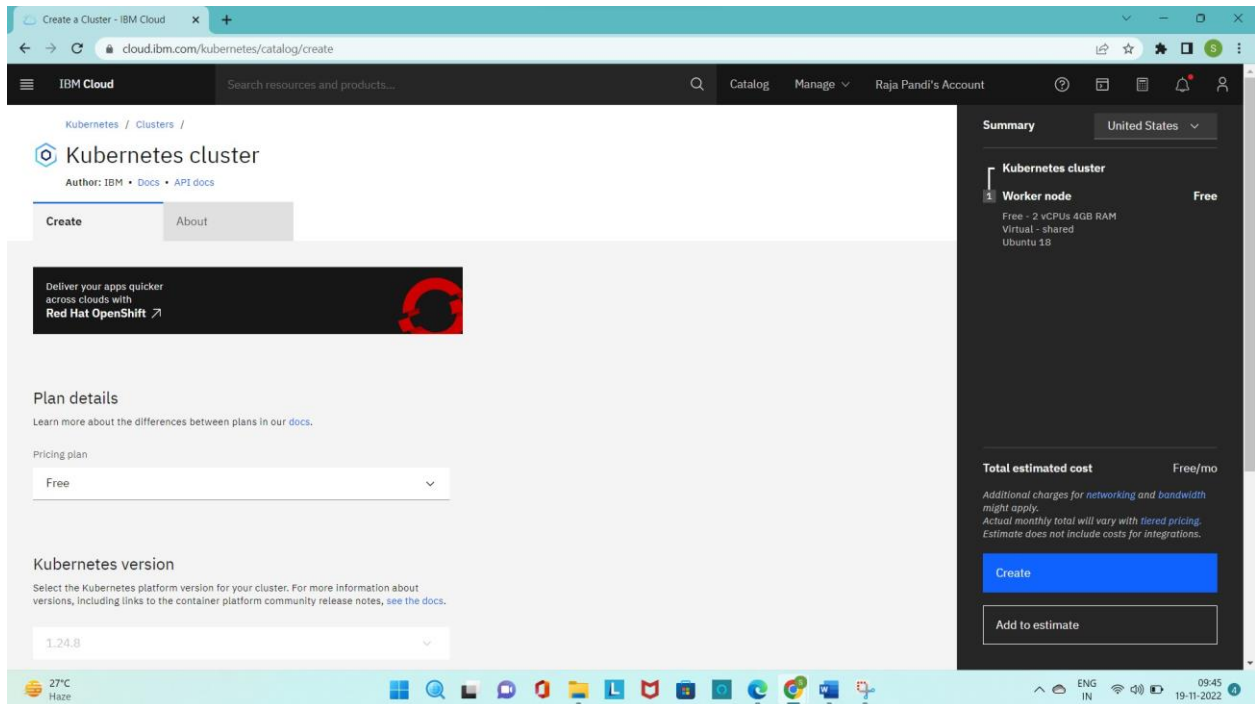 Create a Cluster - IBM Cloud
cloud.ibm.com/kubernetes/catalog/create
S
IBM Cloud
Search resources and products...
Catalog
Manage
Raja Pandi's Account
Kubernetes / Clusters /
Kubernetes cluster
Author: IBM • Docs • API docs
Create
About
Deliver your apps quicker
across clouds with
Red Hat OpenShift
Plan details
Learn more about the differences between plans in our docs.
Pricing plan
Free
Kubernetes version
Select the Kubernetes platform version for your cluster. For more information about
versions, including links to the container platform community release notes, see the docs.
1.24.8
Summary
United States
Kubernetes cluster
1 Worker node Free
Free - 2 vCPUs 4GB RAM
Virtual - shared
Ubuntu 18
Total estimated cost Free/mo
Additional charges for networking and bandwidth
might apply.
Actual monthly total will vary with tiered pricing.
Estimate does not include costs for integrations.
Create
Add to estimate
27°C
Haze
ENG
IN
09:45
19-11-2022
4